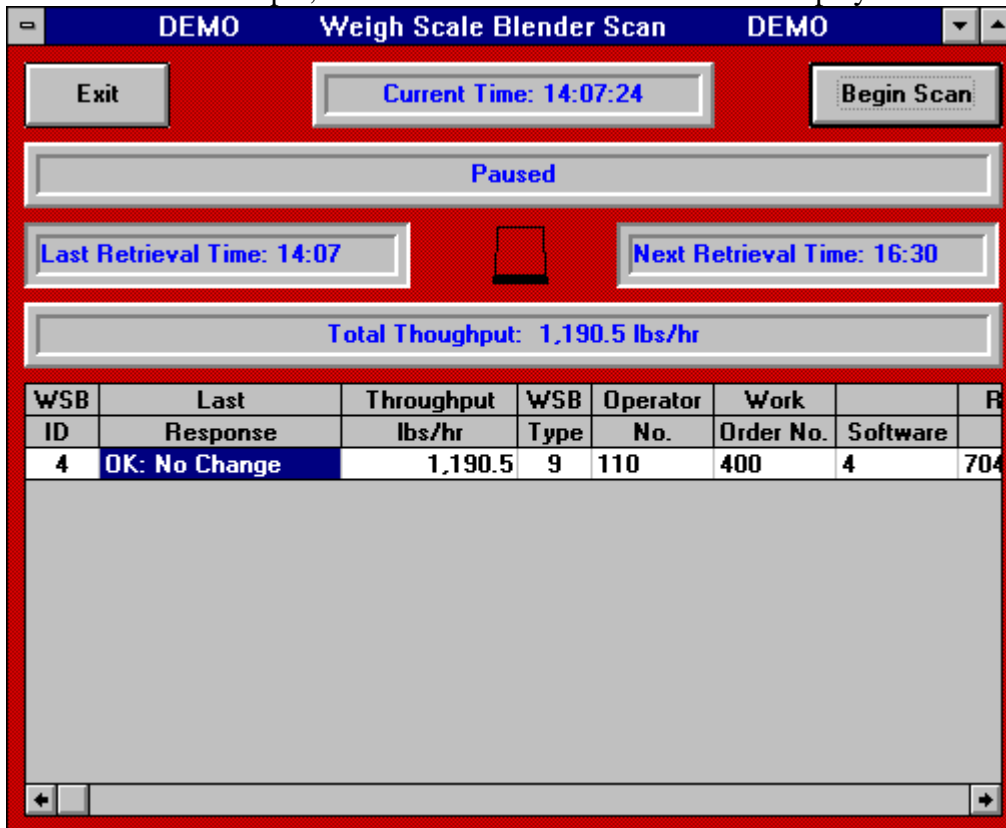 DEMO Weigh Scale Blender Scan DEMO
Exit Current Time: 14:07:24 Begin Scan
Paused
Last Retrieval Time: 14:07 Next Retrieval Time: 16:30
Total Thoughput: 1,190.5 lbs/hr
WSB Last Throughput WSB Operator Work R
ID Response lbs/hr Type No. Order No. Software
4 OK: No Change 1,190.5 9 110 400 4 704